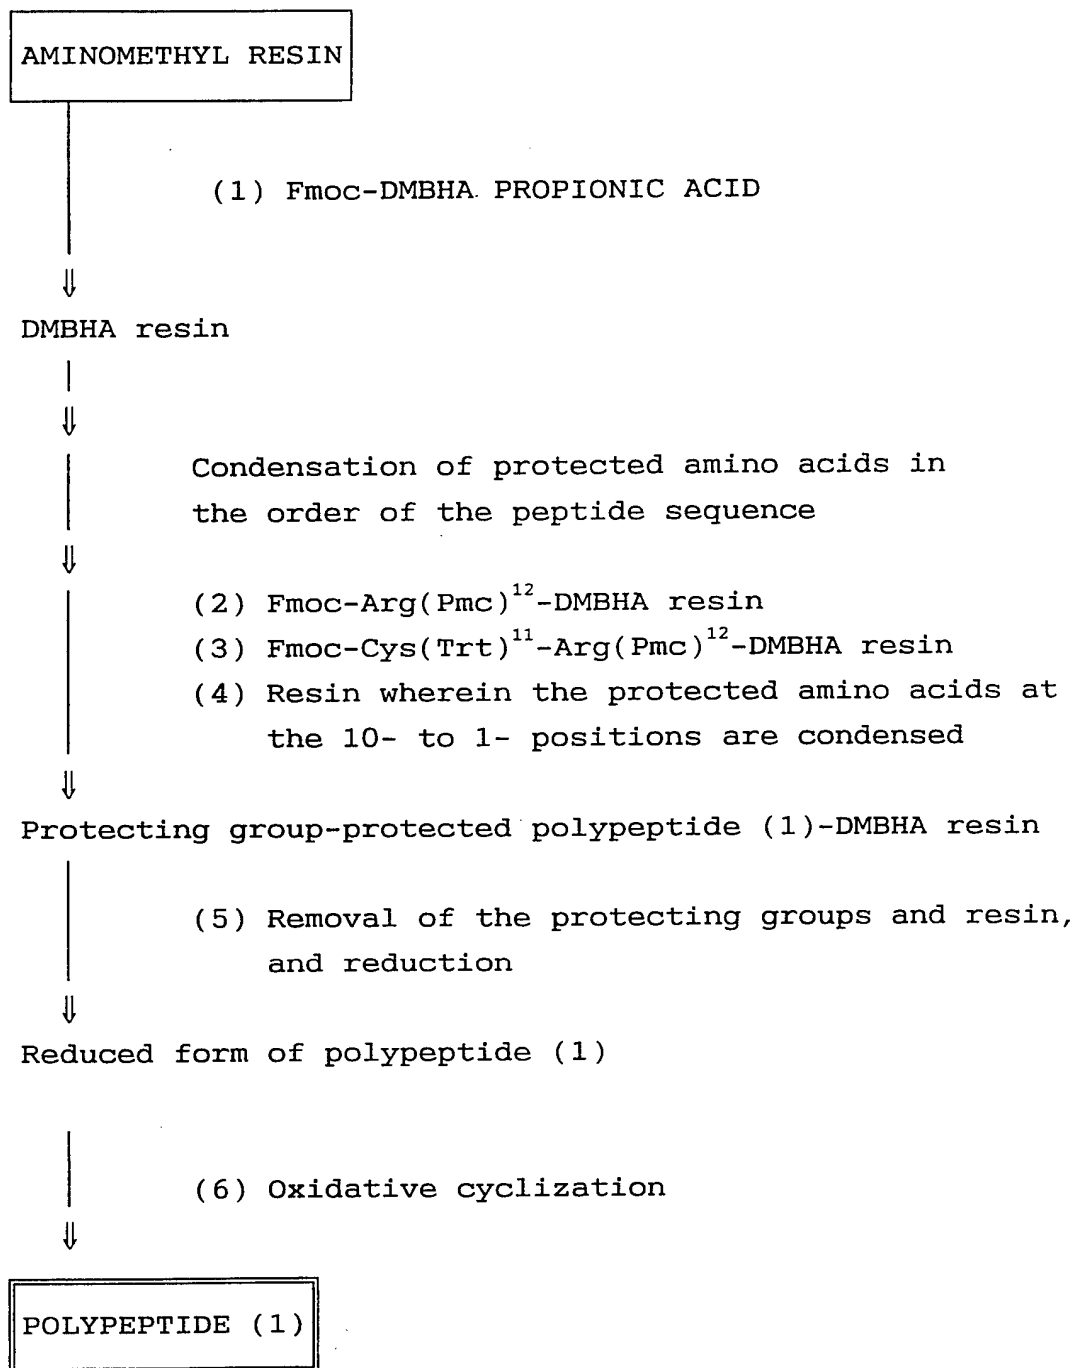 AMINOMETHYL RESIN
(1) Fmoc-DMBHA PROPIONIC ACID
DMBHA resin
Condensation of protected amino acids in
the order of the peptide sequence
(2) Fmoc-Arg(Pmc)¹²-DMBHA resin
(3) Fmoc-Cys(Trt)¹¹-Arg(Pmc)¹²-DMBHA resin
(4) Resin wherein the protected amino acids at
the 10- to 1- positions are condensed
Protecting group-protected polypeptide (1)-DMBHA resin
(5) Removal of the protecting groups and resin,
and reduction
Reduced form of polypeptide (1)
(6) Oxidative cyclization
POLYPEPTIDE (1)